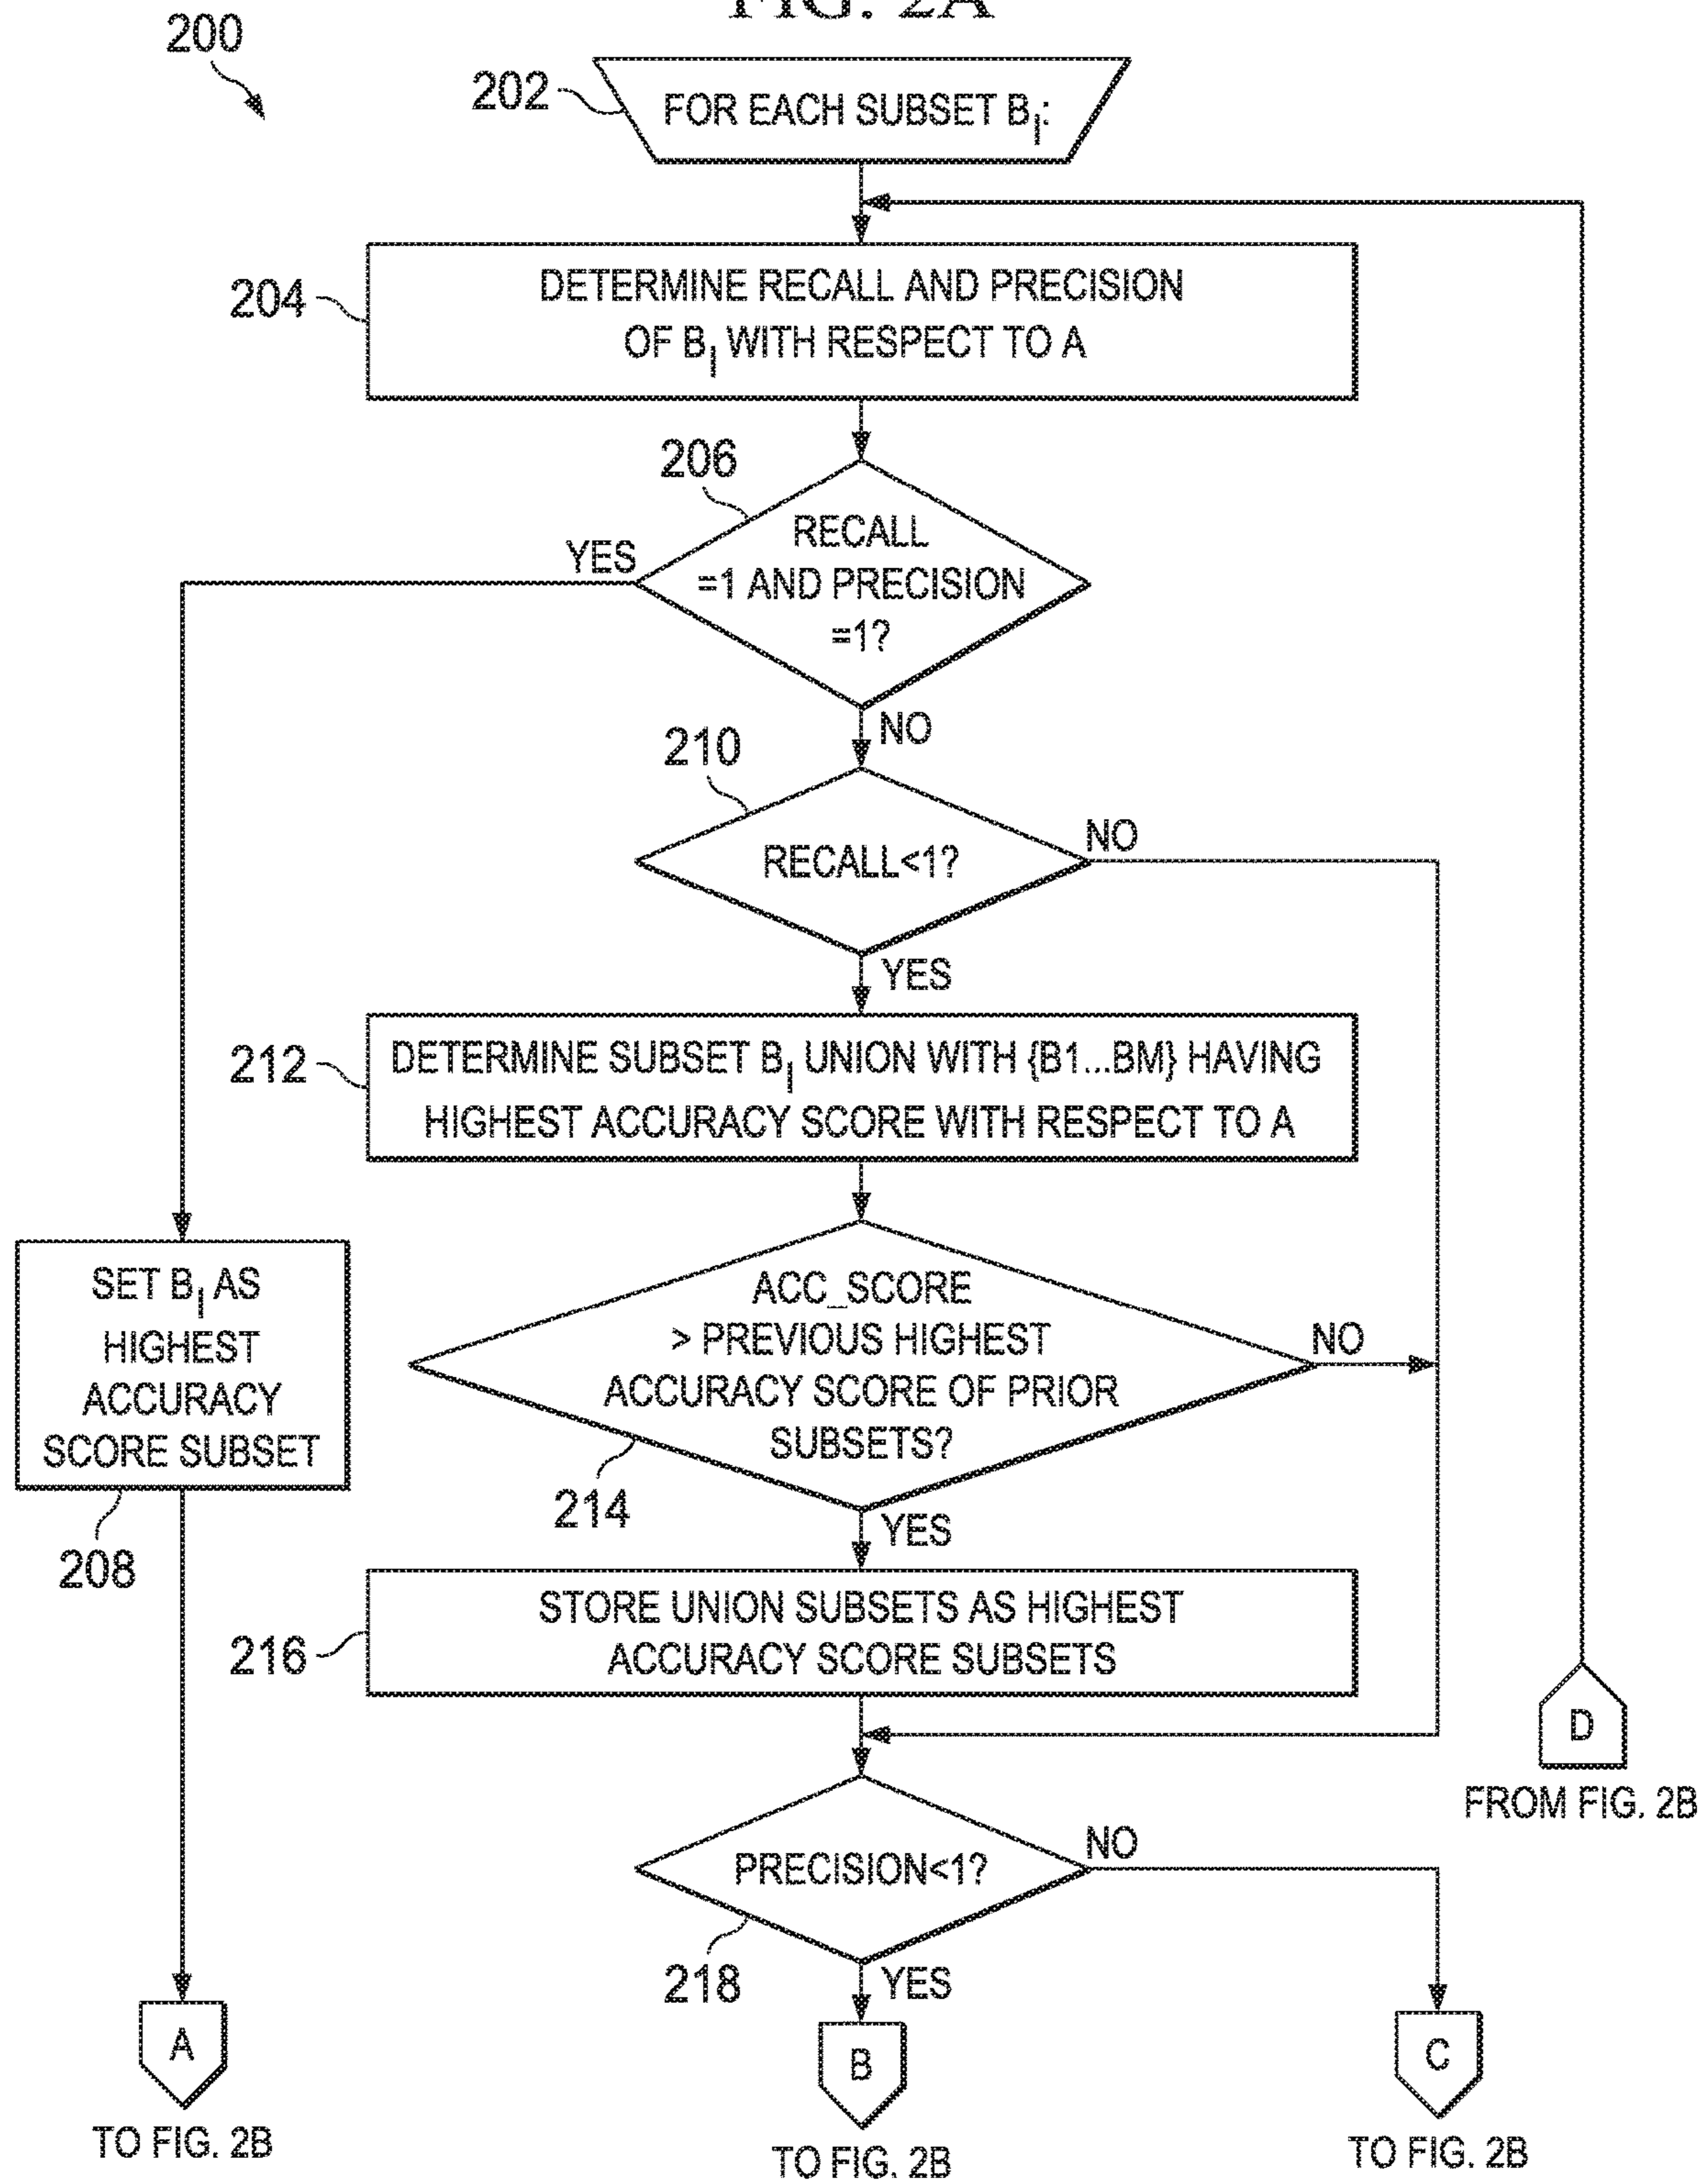 FIG. 2A
200
202
FOR EACH SUBSET Bi:
204
DETERMINE RECALL AND PRECISION
OF Bi WITH RESPECT TO A
206
RECALL
=1 AND PRECISION
=1?
YES
NO
210
RECALL<1?
NO
YES
212
DETERMINE SUBSET Bi UNION WITH {B1...BM} HAVING
HIGHEST ACCURACY SCORE WITH RESPECT TO A
SET Bi AS
HIGHEST
ACCURACY
SCORE SUBSET
208
ACC_SCORE
> PREVIOUS HIGHEST
ACCURACY SCORE OF PRIOR
SUBSETS?
NO
214
YES
216
STORE UNION SUBSETS AS HIGHEST
ACCURACY SCORE SUBSETS
D
FROM FIG. 2B
PRECISION<1?
NO
218
YES
A
TO FIG. 2B
B
TO FIG. 2B
C
TO FIG. 2B